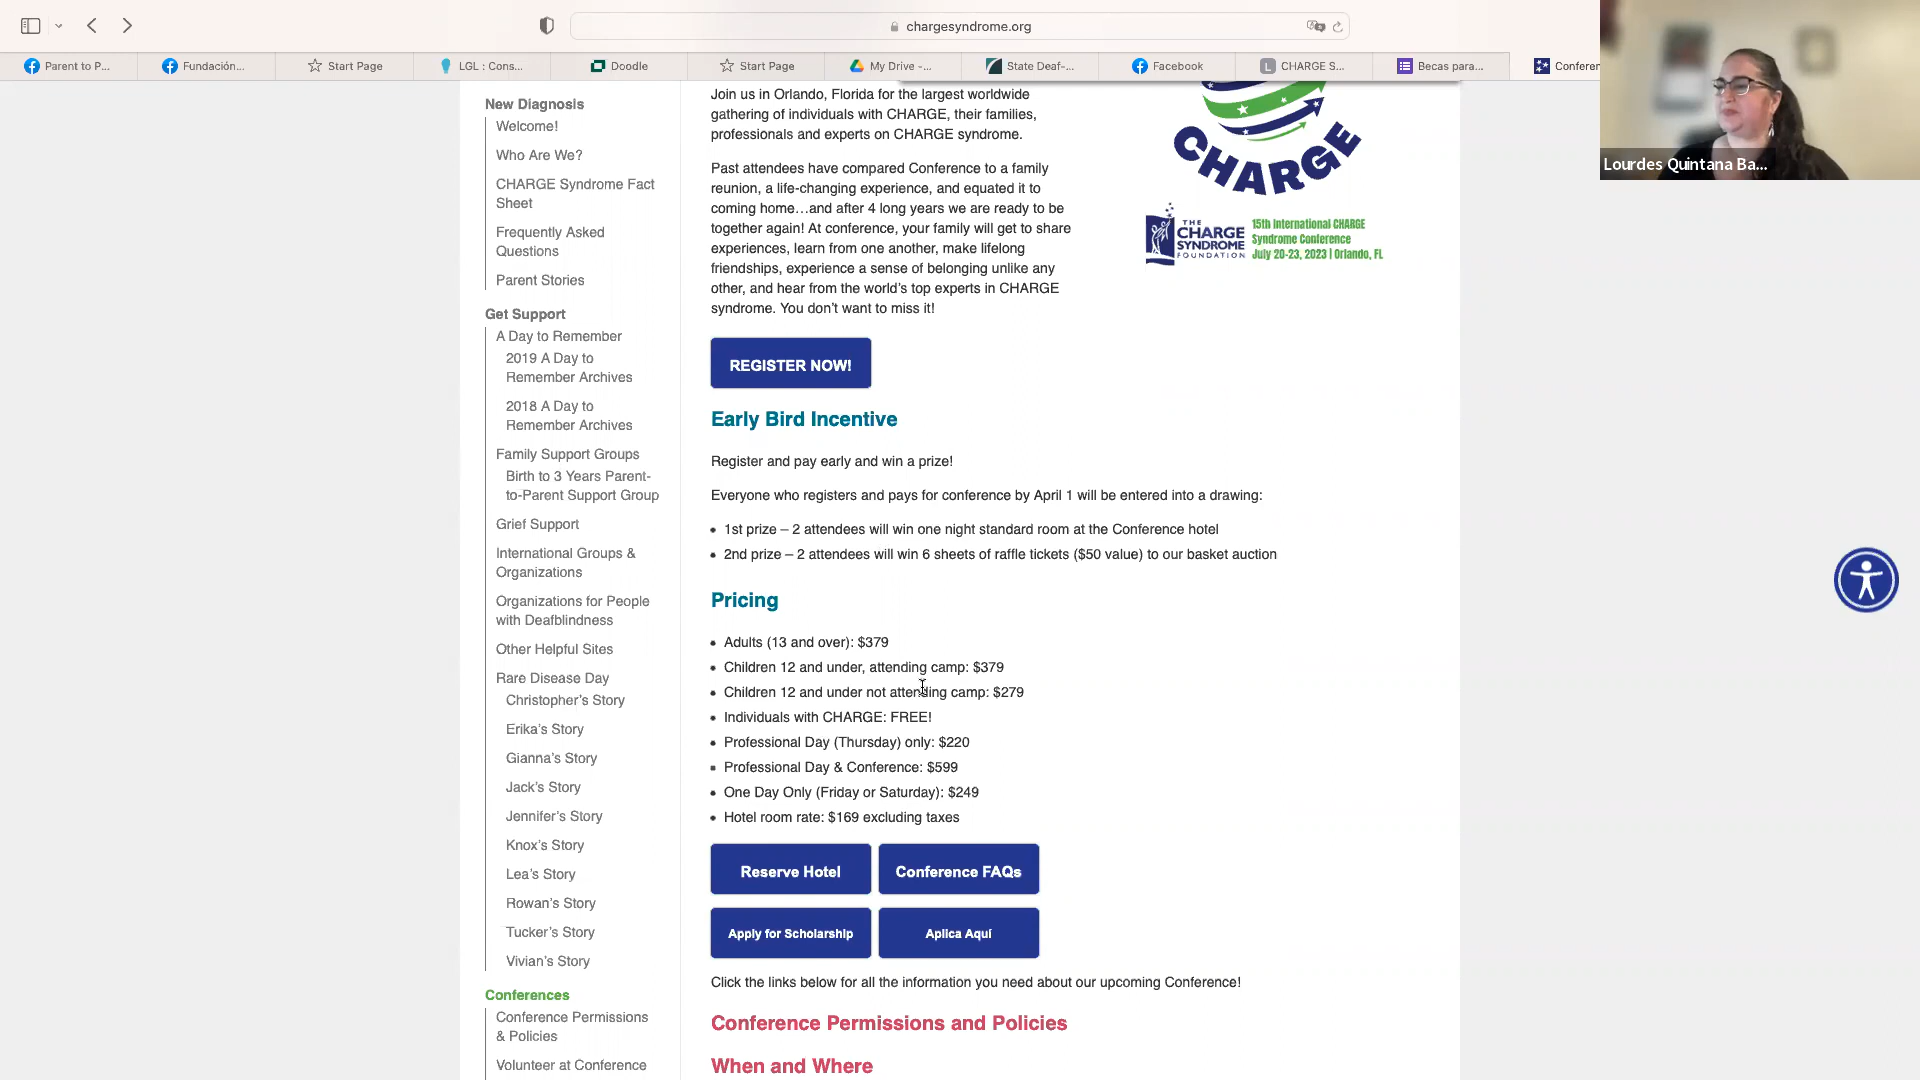 chargesyndrome.org
Parent to P...
Fundación...
Start Page
LGL : Cons...
Doodle
Start Page
My Drive -...
State Deaf-...
Facebook
CHARGE S...
Becas para...
Conferen
Lourdes Quintana Ba...
New Diagnosis
Welcome!
Who Are We?
CHARGE Syndrome Fact
Sheet
Frequently Asked
Questions
Parent Stories
Get Support
A Day to Remember
2019 A Day to
Remember Archives
2018 A Day to
Remember Archives
Family Support Groups
Birth to 3 Years Parent-
to-Parent Support Group
Grief Support
International Groups &
Organizations
Organizations for People
with Deafblindness
Other Helpful Sites
Rare Disease Day
Christopher's Story
Erika's Story
Gianna's Story
Jack's Story
Jennifer's Story
Knox's Story
Lea's Story
Rowan's Story
Tucker's Story
Vivian's Story
Conferences
Conference Permissions
& Policies
Volunteer at Conference
Join us in Orlando, Florida for the largest worldwide
gathering of individuals with CHARGE, their families,
professionals and experts on CHARGE syndrome.
Past attendees have compared Conference to a family
reunion, a life-changing experience, and equated it to
coming home…and after 4 long years we are ready to be
together again! At conference, your family will get to share
experiences, learn from one another, make lifelong
friendships, experience a sense of belonging unlike any
other, and hear from the world's top experts in CHARGE
syndrome. You don't want to miss it!
CHARGE
THE
CHARGE
SYNDROME
FOUNDATION
15th International CHARGE
Syndrome Conference
July 20-23, 2023 | Orlando, FL
REGISTER NOW!
Early Bird Incentive
Register and pay early and win a prize!
Everyone who registers and pays for conference by April 1 will be entered into a drawing:
1st prize – 2 attendees will win one night standard room at the Conference hotel
2nd prize – 2 attendees will win 6 sheets of raffle tickets ($50 value) to our basket auction
Pricing
Adults (13 and over): $379
Children 12 and under, attending camp: $379
Children 12 and under not attending camp: $279
Individuals with CHARGE: FREE!
Professional Day (Thursday) only: $220
Professional Day & Conference: $599
One Day Only (Friday or Saturday): $249
Hotel room rate: $169 excluding taxes
Reserve Hotel
Conference FAQs
Apply for Scholarship
Aplica Aquí
Click the links below for all the information you need about our upcoming Conference!
Conference Permissions and Policies
When and Where